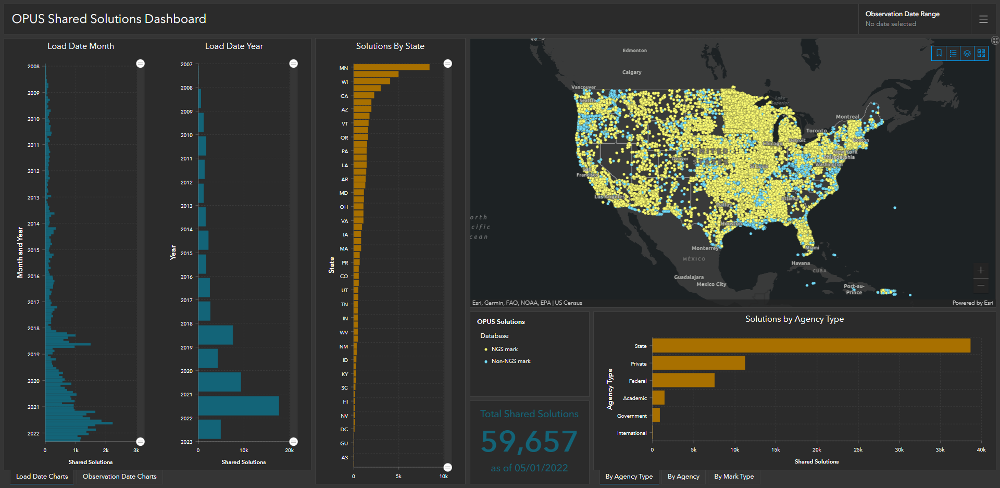 OPUS Shared Solutions Dashboard
Observation Date Range
No date selected
Load Date Month
Month and Year
2008
2009
2010
2011
2012
2013
2014
2015
2016
2017
2018
2019
2020
2021
2022
0 1k 2k 3k
Shared Solutions
Load Date Year
Year
2007
2008
2009
2010
2011
2012
2013
2014
2015
2016
2017
2018
2019
2020
2021
2022
2023
0 10k 20k
Shared Solutions
Load Date Charts
Observation Date Charts
Solutions By State
State
MN
WI
CA
AZ
VT
OR
PA
LA
AR
MD
OH
VA
IA
MA
PR
CO
UT
TN
IN
WV
NM
ID
KY
SC
HI
NV
DC
GU
AS
0 5k 10k
Edmonton
Calgary
Vancouver
Seattle
Lake
Superior
Montreal
Toronto
Boston
Chicago
Detroit
New York
Philadelphia
UNITED
STATES
Denver
St Louis
Washington
San
Francisco
Los Angeles
Atlanta
Dallas
orth
cific
cean
Houston
Monterrey
Miami
MÉXICO
Havana
CUBA
Guadalajara
Mexico City
Port-au-
Prince
Esri, Garmin, FAO, NOAA, EPA | US Census
Powered by Esri
OPUS Solutions
Database
NGS mark
Non-NGS mark
Total Shared Solutions
59,657
as of 05/01/2022
Solutions by Agency Type
Agency Type
State
Private
Federal
Academic
Government
International
0 5k 10k 15k 20k 25k 30k 35k 40k
Shared Solutions
By Agency Type
By Agency
By Mark Type